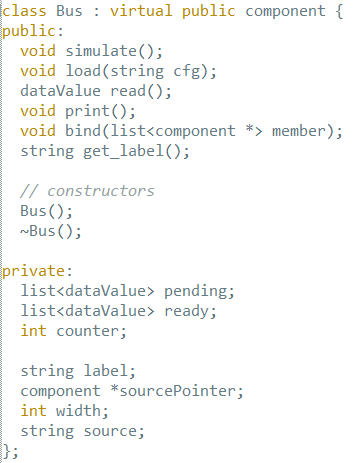 class Bus : virtual public component {
public:
  void simulate();
  void load(string cfg);
  dataValue read();
  void print();
  void bind(list<component *> member);
  string get_label();

  // constructors
  Bus();
  ~Bus();

private:
  list<dataValue> pending;
  list<dataValue> ready;
  int counter;

  string label;
  component *sourcePointer;
  int width;
  string source;
};